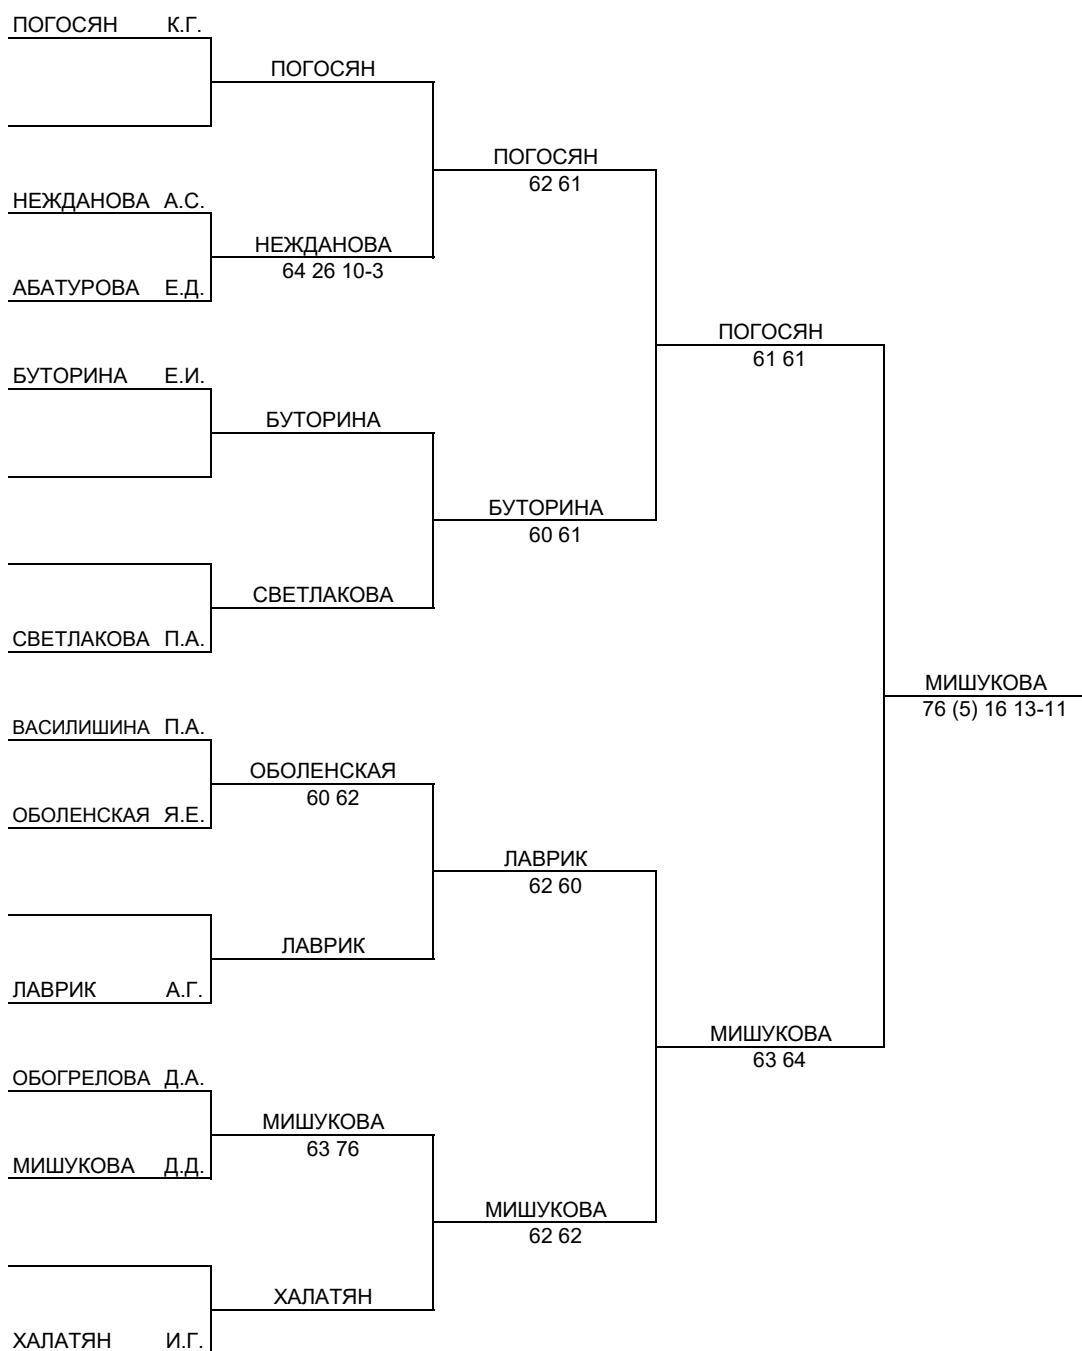 ПОГОСЯН К.Г.
ПОГОСЯН
ПОГОСЯН
62 61
НЕЖДАНОВА А.С.
НЕЖДАНОВА
64 26 10-3
АБАТУРОВА Е.Д.
ПОГОСЯН
61 61
БУТОРИНА Е.И.
БУТОРИНА
БУТОРИНА
60 61
СВЕТЛАКОВА
СВЕТЛАКОВА П.А.
МИШУКОВА
76 (5) 16 13-11
ВАСИЛИШИНА П.А.
ОБОЛЕНСКАЯ
60 62
ОБОЛЕНСКАЯ Я.Е.
ЛАВРИК
62 60
ЛАВРИК
ЛАВРИК А.Г.
МИШУКОВА
63 64
ОБОГРЕЛОВА Д.А.
МИШУКОВА
63 76
МИШУКОВА Д.Д.
МИШУКОВА
62 62
ХАЛАТЯН
ХАЛАТЯН И.Г.